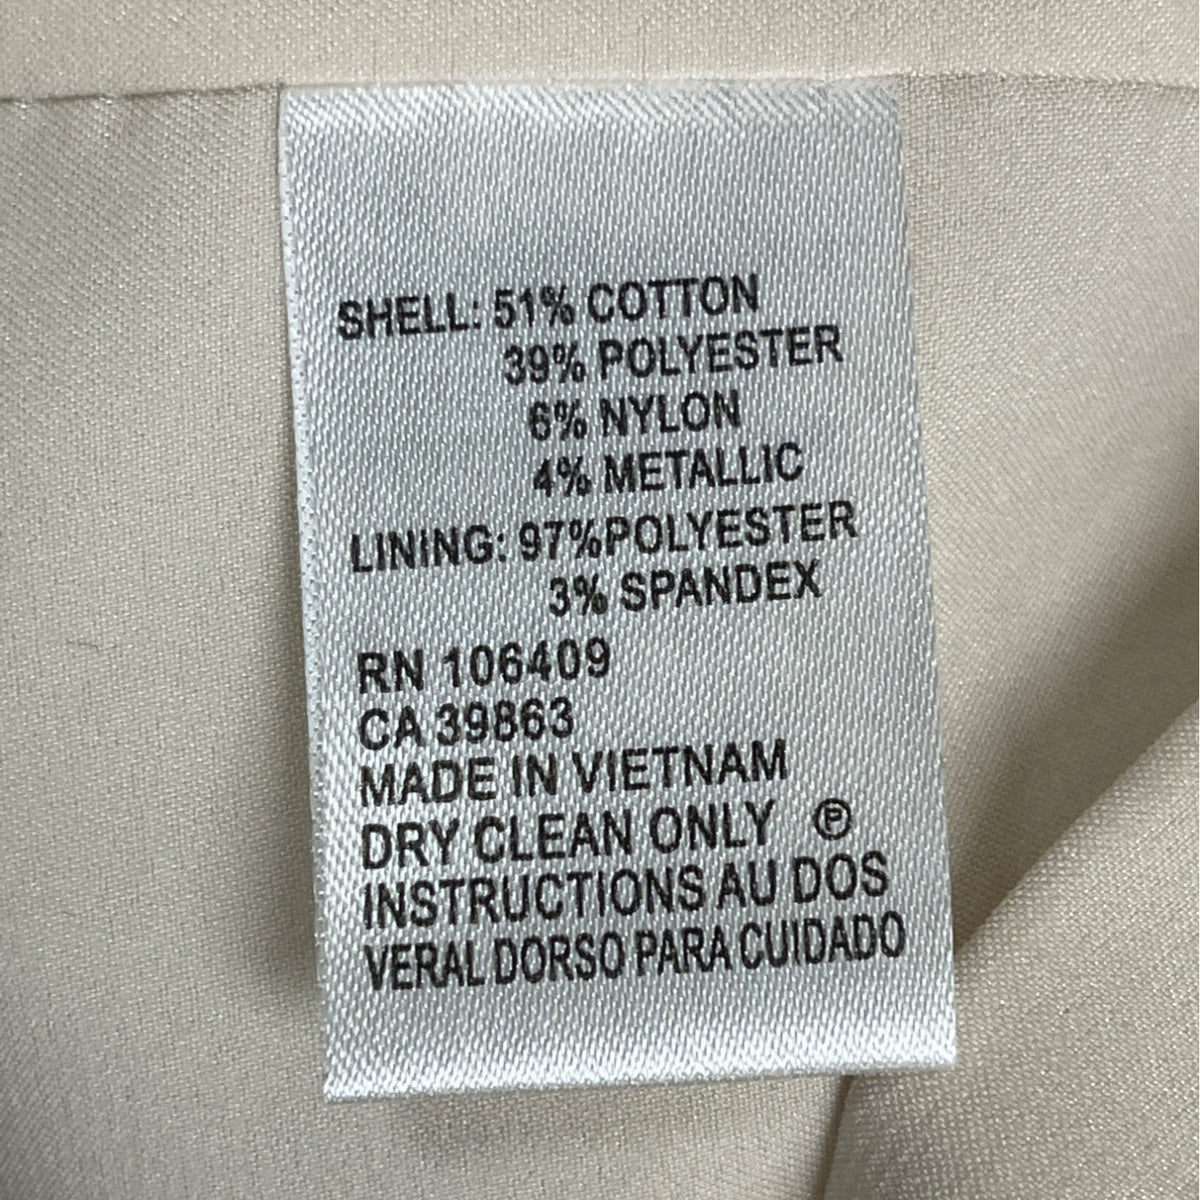 SHELL: 51% COTTON
39% POLYESTER
6% NYLON
4% METALLIC
LINING: 97%POLYESTER
3% SPANDEX
RN 106409
CA 39863
MADE IN VIETNAM
DRY CLEAN ONLY Ⓟ
INSTRUCTIONS AU DOS
VERAL DORSO PARA CUIDADO